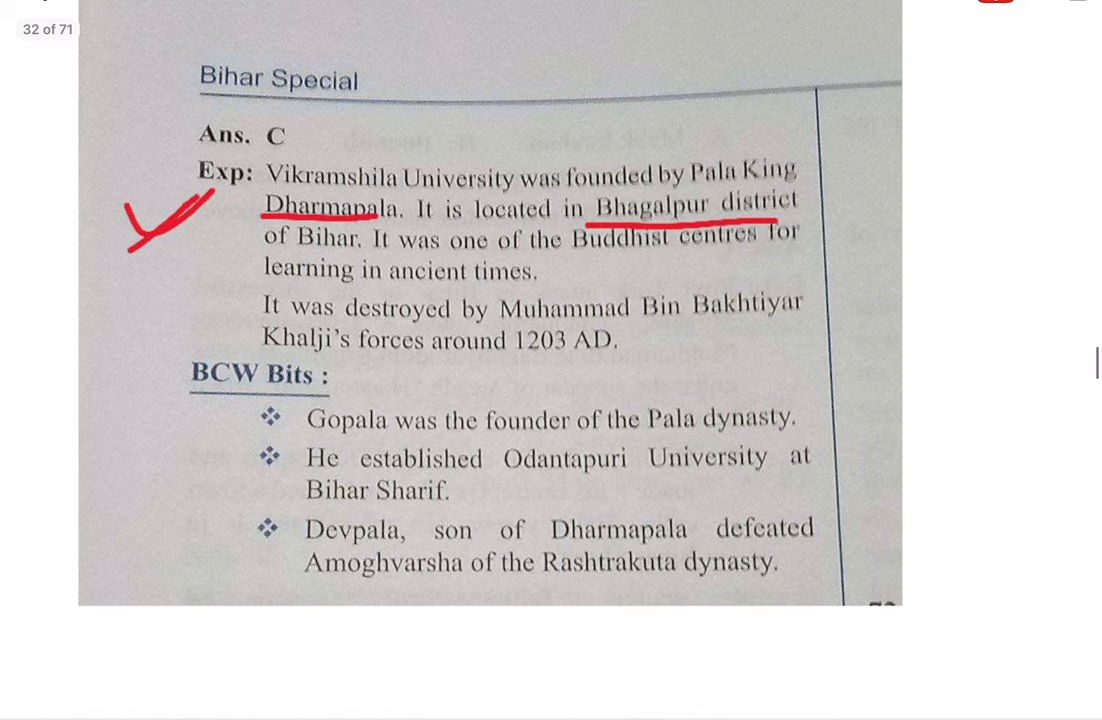 32 of 71
Bihar Special
Ans. C
Exp: Vikramshila University was founded by Pala King
Dharmapala. It is located in Bhagalpur district
of Bihar. It was one of the Buddhist centres for
learning in ancient times.
It was destroyed by Muhammad Bin Bakhtiyar
Khalji's forces around 1203 AD.
BCW Bits :
❖ Gopala was the founder of the Pala dynasty.
❖ He established Odantapuri University at
Bihar Sharif.
❖ Devpala, son of Dharmapala defeated
Amoghvarsha of the Rashtrakuta dynasty.